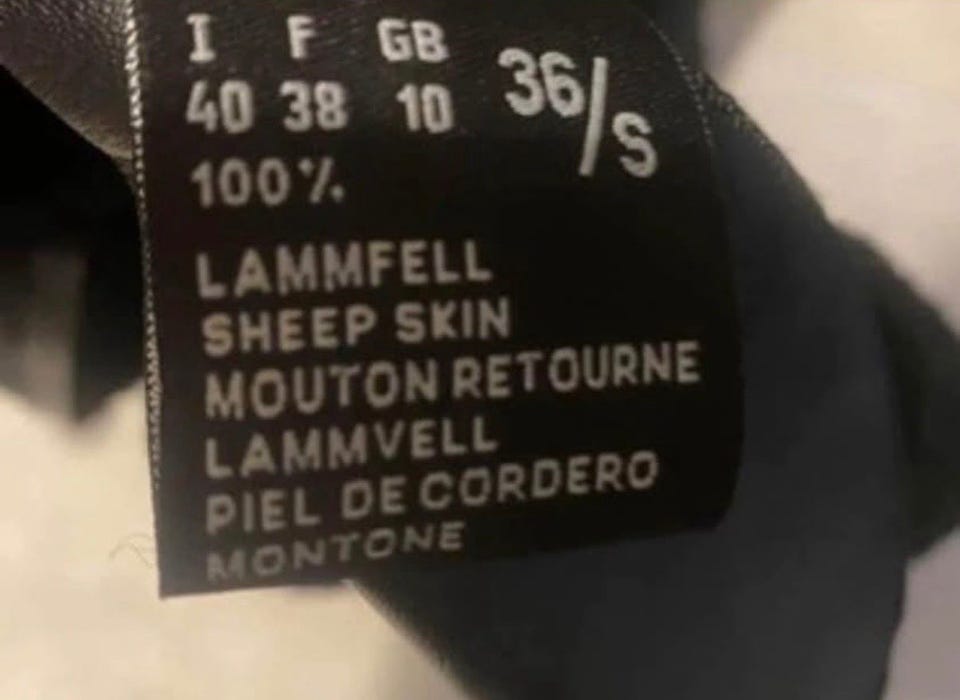 I F GB
40 38 10 36/S
100%
LAMMFELL
SHEEP SKIN
MOUTON RETOURNE
LAMMVELL
PIEL DE CORDERO
MONTONE